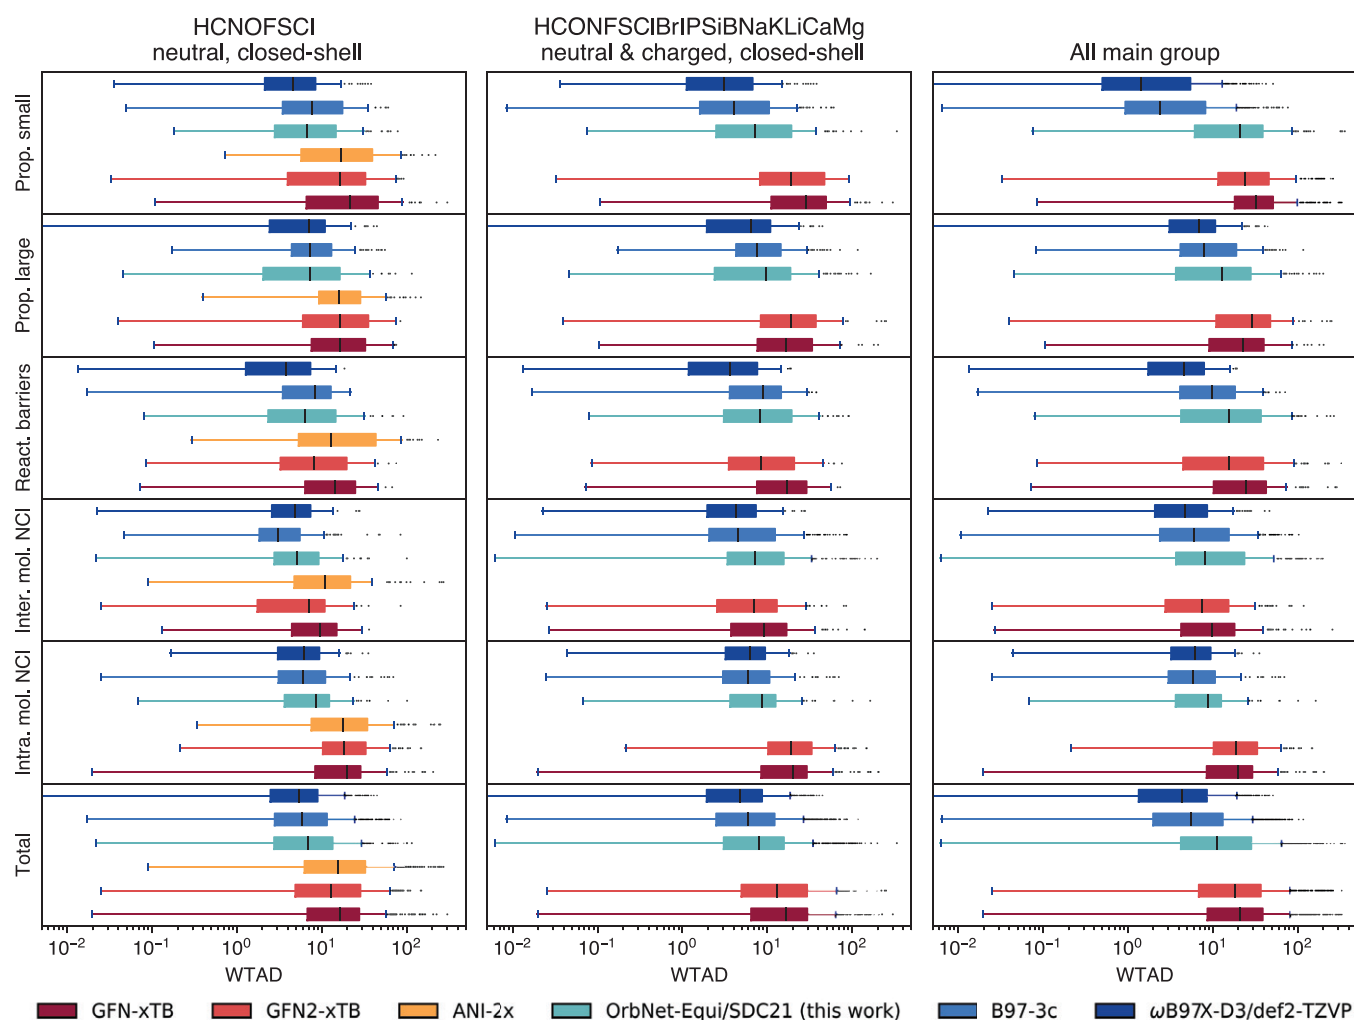 HCNOFSCl
neutral, closed-shell
HCONFSClBrIPSiBNaKLiCaMg
neutral & charged, closed-shell
All main group
Prop. small
Prop. large
React. barriers
Inter. mol. NCI
Intra. mol. NCI
Total
10⁻² 10⁻¹ 10⁰ 10¹ 10²
10⁻² 10⁻¹ 10⁰ 10¹ 10²
10⁻² 10⁻¹ 10⁰ 10¹ 10²
WTAD
WTAD
WTAD
GFN-xTB GFN2-xTB ANI-2x OrbNet-Equi/SDC21 (this work) B97-3c ωB97X-D3/def2-TZVP